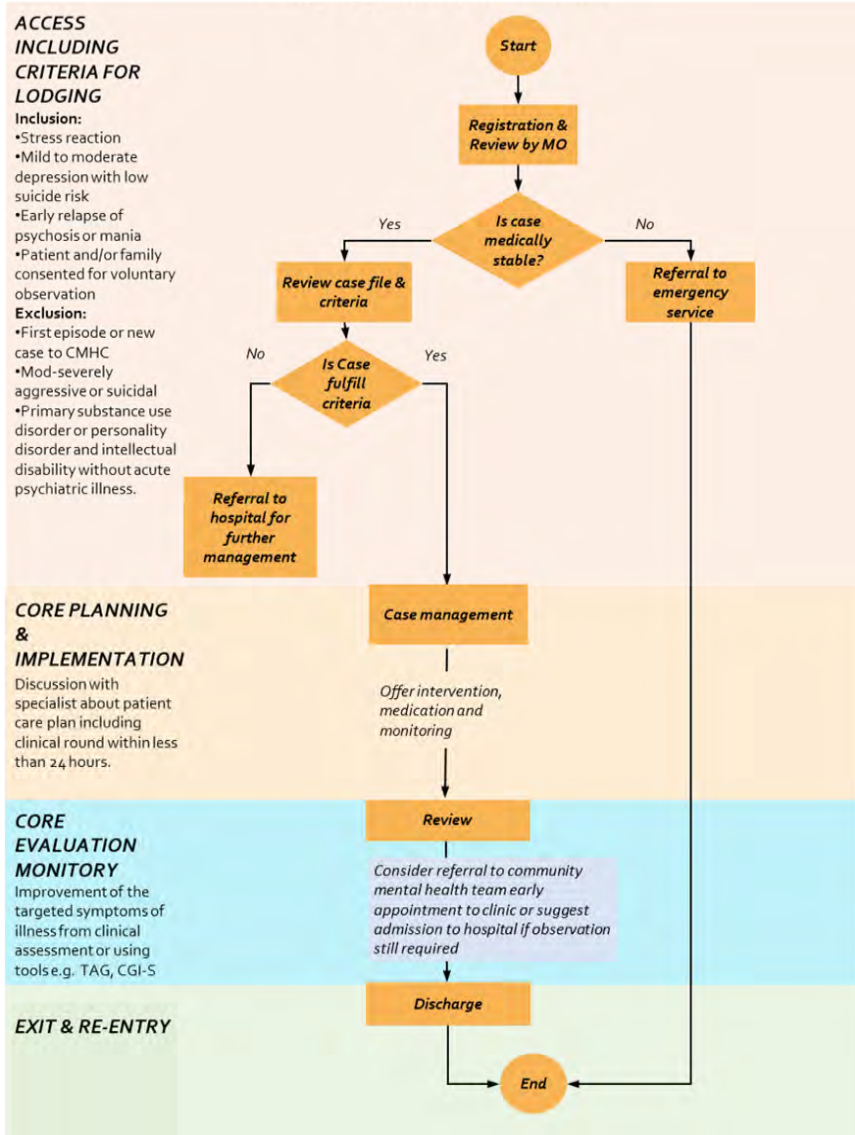 ACCESS
INCLUDING
CRITERIA FOR
LODGING
Inclusion:
•Stress reaction
•Mild to moderate
depression with low
suicide risk
•Early relapse of
psychosis or mania
•Patient and/or family
consented for voluntary
observation
Exclusion:
•First episode or new
case to CMHC
•Mod-severely
aggressive or suicidal
•Primary substance use
disorder or personality
disorder and intellectual
disability without acute
psychiatric illness.
Start
Registration &
Review by MO
Is case
medically
stable?
Yes
No
Review case file &
criteria
Referral to
emergency
service
Is Case
fulfill
criteria
No
Yes
Referral to
hospital for
further
management
CORE PLANNING
&
IMPLEMENTATION
Discussion with
specialist about patient
care plan including
clinical round within less
than 24 hours.
Case management
Offer intervention,
medication and
monitoring
CORE
EVALUATION
MONITORY
Improvement of the
targeted symptoms of
illness from clinical
assessment or using
tools e.g. TAG, CGI-S
Review
Consider referral to community
mental health team early
appointment to clinic or suggest
admission to hospital if observation
still required
EXIT & RE-ENTRY
Discharge
End